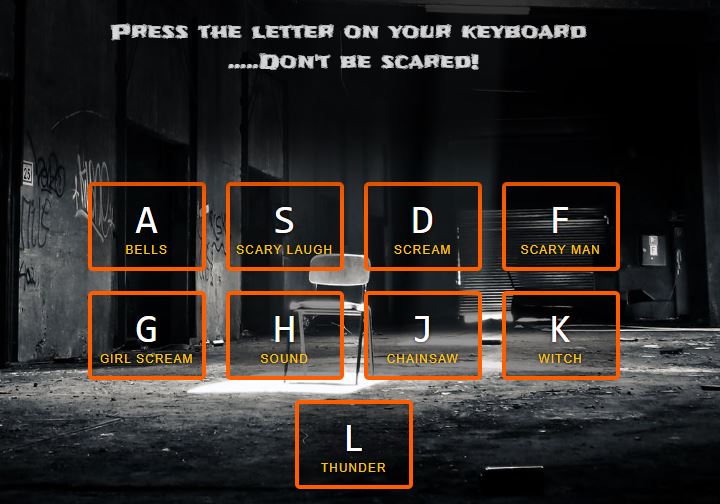 Press the letter on your keyboard
.....Don't be scared!
A
BELLS
S
SCARY LAUGH
D
SCREAM
F
SCARY MAN
G
GIRL SCREAM
H
SOUND
J
CHAINSAW
K
WITCH
L
THUNDER